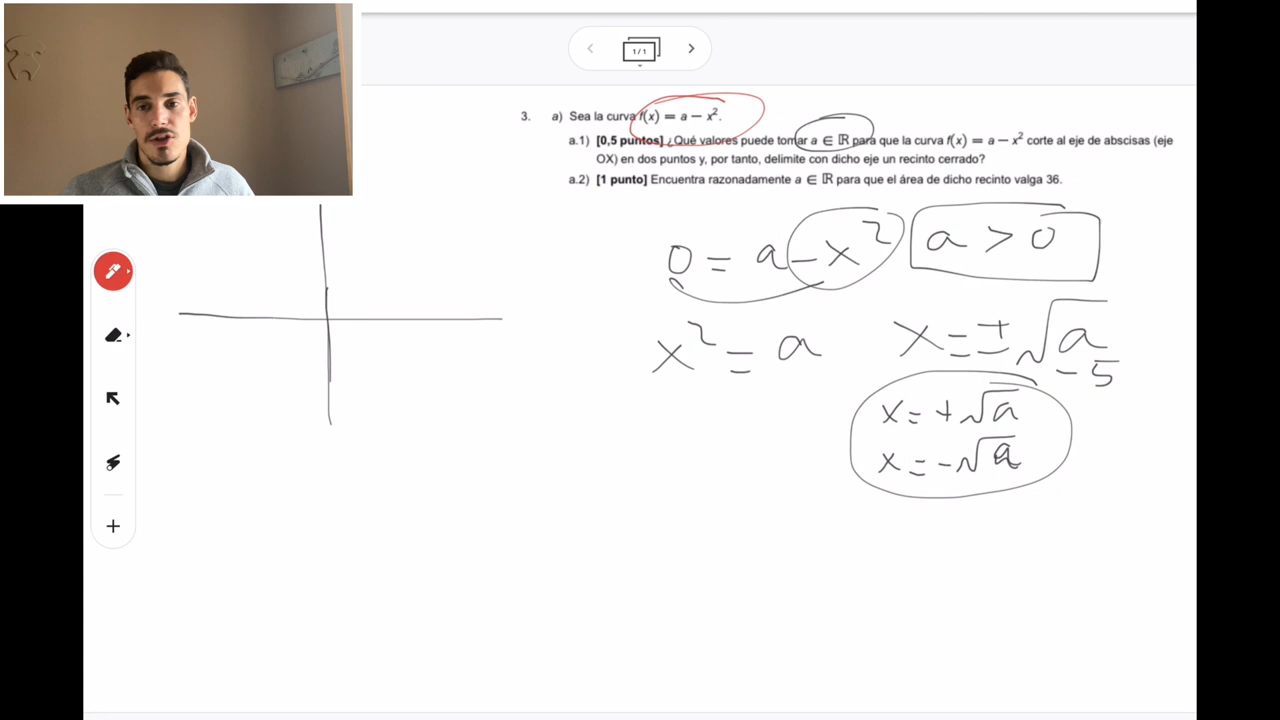 1 / 1
3. a) Sea la curva f(x) = a − x².
a.1) [0,5 puntos] ¿Qué valores puede tomar a ∈ ℝ para que la curva f(x) = a − x² corte al eje de abscisas (eje
OX) en dos puntos y, por tanto, delimite con dicho eje un recinto cerrado?
a.2) [1 punto] Encuentra razonadamente a ∈ ℝ para que el área de dicho recinto valga 36.
0 = a − x² a > 0
x² = a x = ± √a
−5
x = +√a
x = −√a